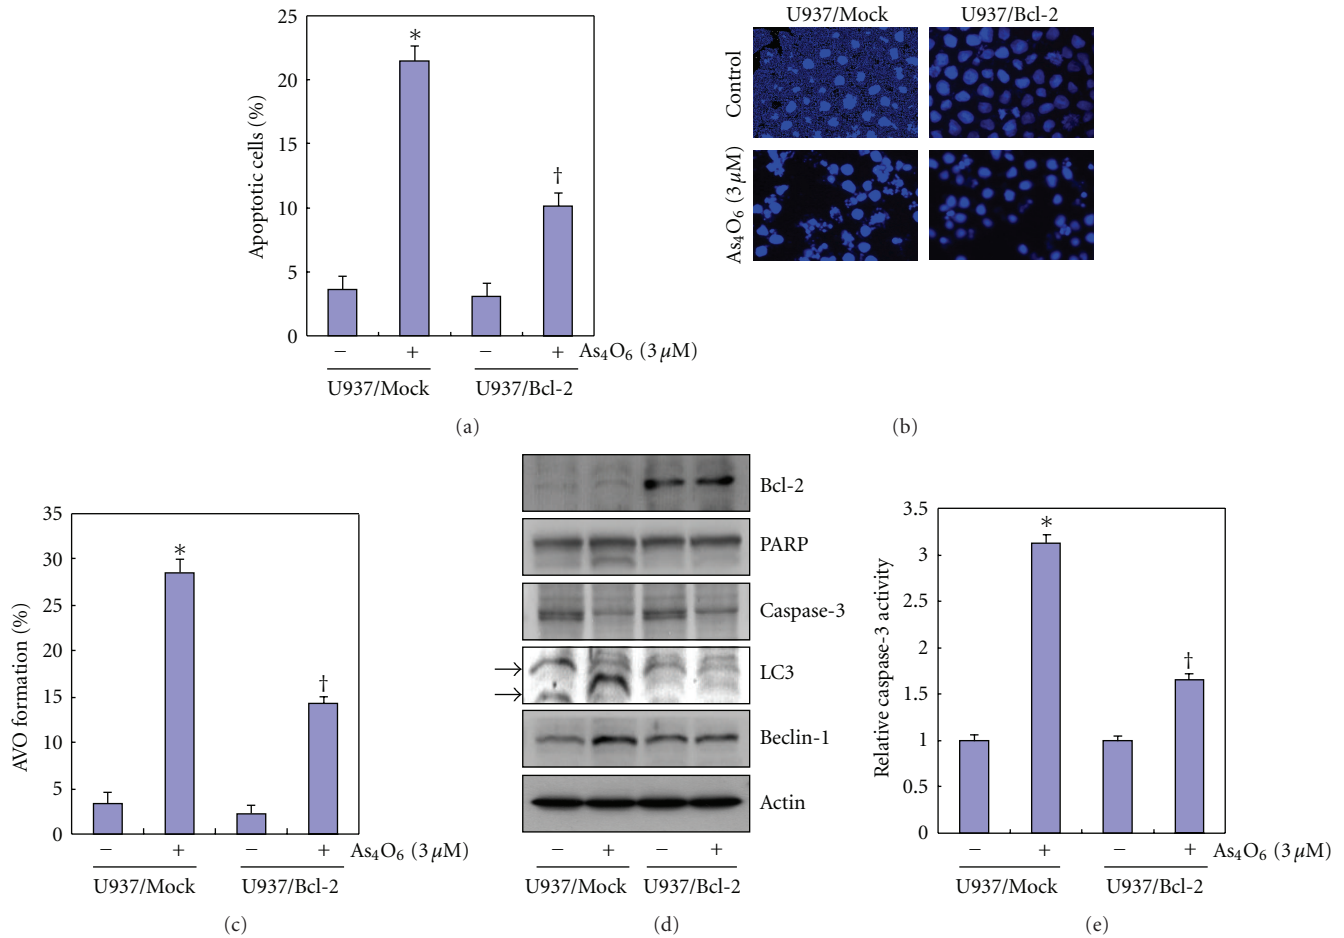 25
20
15
10
5
0
Apoptotic cells (%)
*
†
− + − + As₄O₆ (3 μM)
U937/Mock U937/Bcl-2
(a)
U937/Mock U937/Bcl-2
Control
As₄O₆ (3 μM)
(b)
35
30
25
20
15
10
5
0
AVO formation (%)
*
†
− + − + As₄O₆ (3 μM)
U937/Mock U937/Bcl-2
(c)
Bcl-2
PARP
Caspase-3
LC3
Beclin-1
Actin
− + − +
U937/Mock U937/Bcl-2
(d)
3.5
3
2.5
2
1.5
1
0.5
0
Relative caspase-3 activity
*
†
− + − + As₄O₆ (3 μM)
U937/Mock U937/Bcl-2
(e)